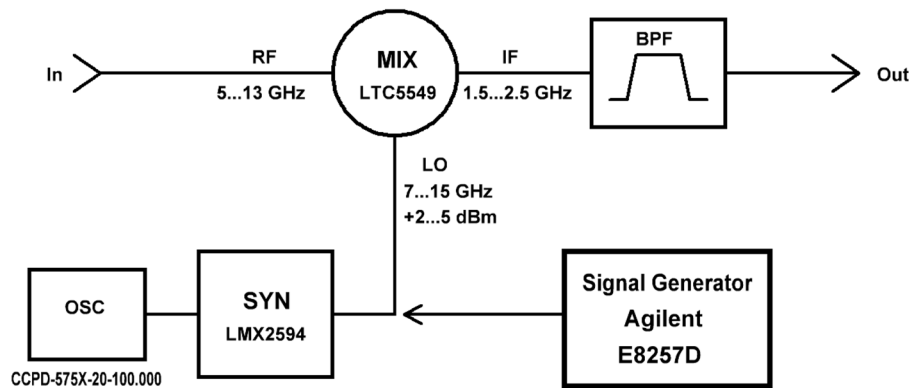 In
RF
5...13 GHz
MIX
LTC5549
IF
1.5...2.5 GHz
BPF
Out
LO
7...15 GHz
+2...5 dBm
OSC
CCPD-575X-20-100.000
SYN
LMX2594
Signal Generator
Agilent
E8257D